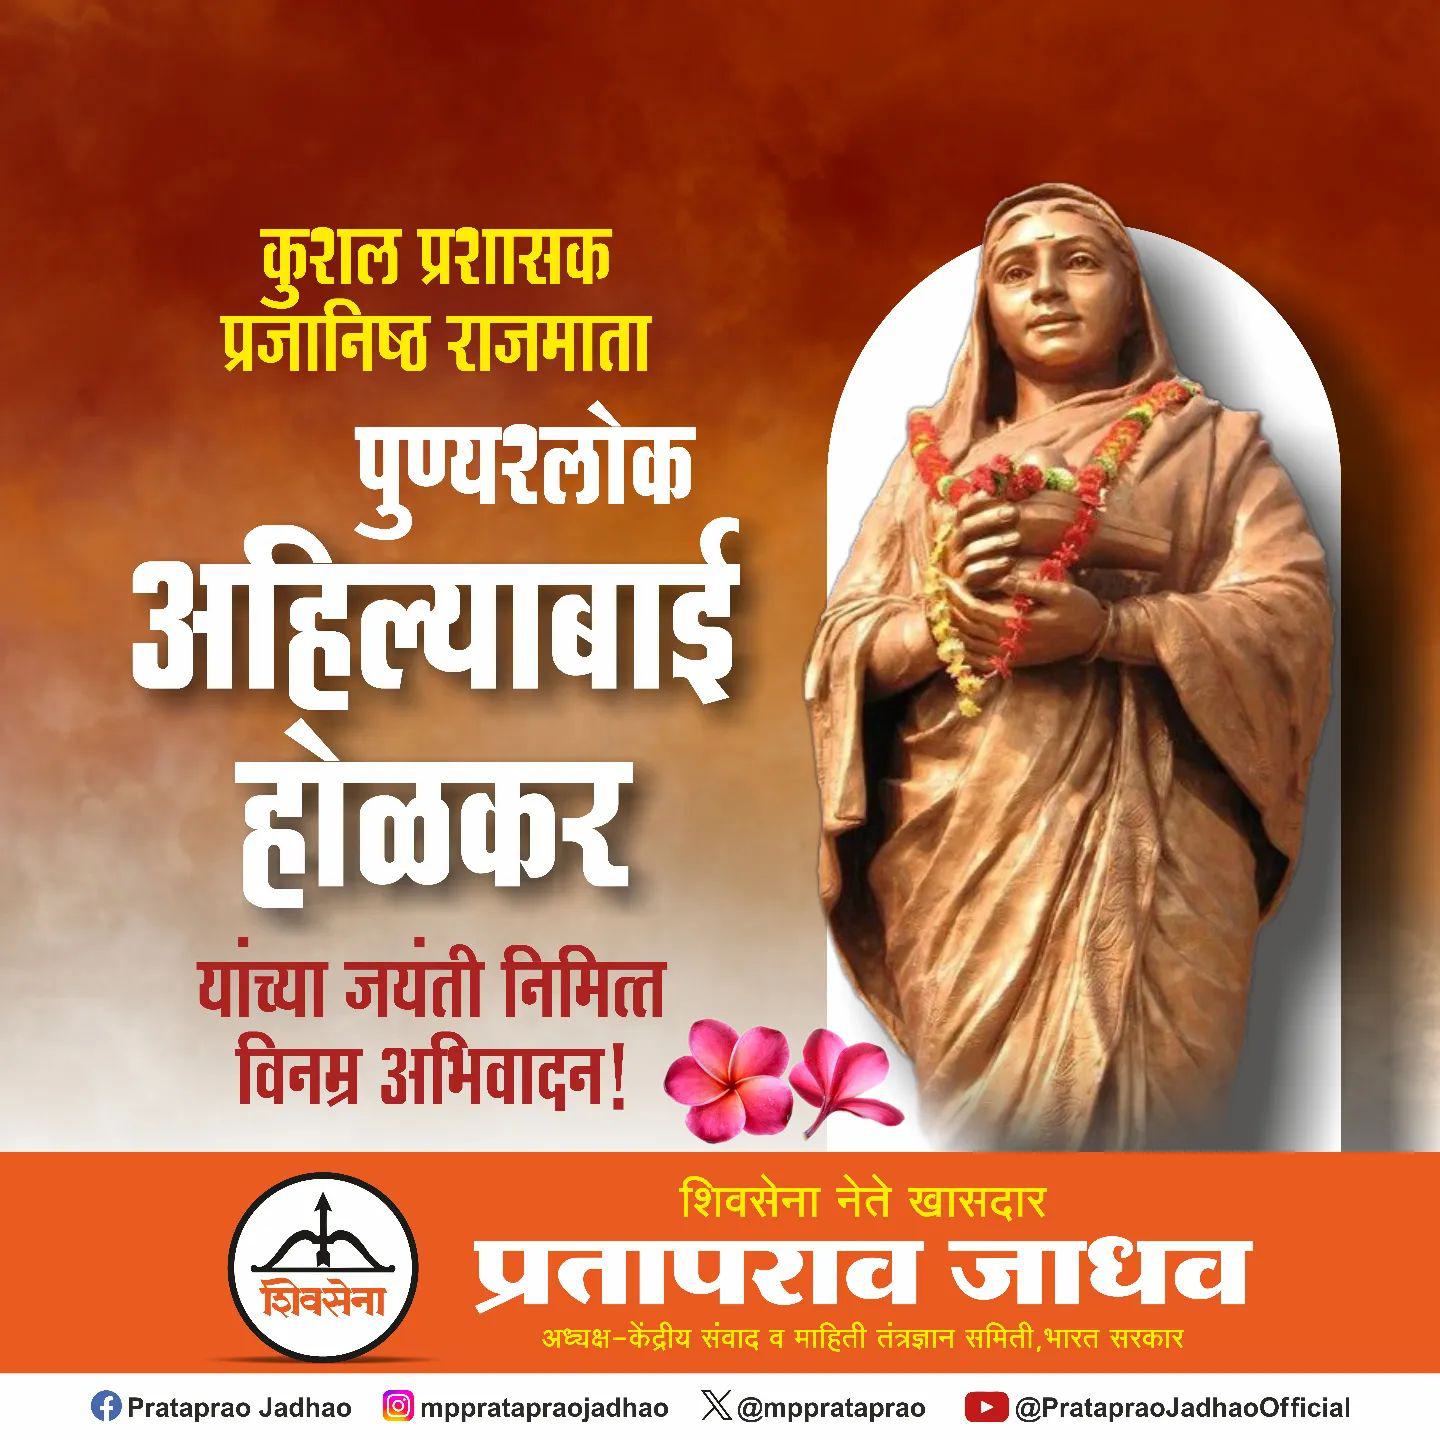 कुशल प्रशासक
प्रजानिष्ठ राजमाता
पुण्यश्लोक
अहिल्याबाई
होळकर
यांच्या जयंती निमित्त
विनम्र अभिवादन!
शिवसेना
शिवसेना नेते खासदार
प्रतापराव जाधव
अध्यक्ष-केंद्रीय संवाद व माहिती तंत्रज्ञान समिती,भारत सरकार
Prataprao Jadhao mpprataprao​jadhao @mpprataprao @PratapraoJadhaoOfficial